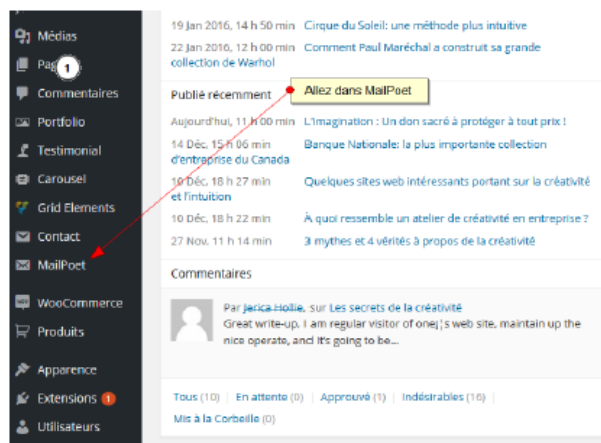 Médias
Pag
1
Commentaires
Portfolio
Testimonial
Carousel
Grid Elements
Contact
MailPoet
WooCommerce
Produits
Apparence
Extensions 1
Utilisateurs
19 Jan 2016, 14 h 50 min Cirque du Soleil: une méthode plus intuitive
22 Jan 2016, 12 h 00 min Comment Paul Maréchal a construit sa grande
collection de Warhol
Publié récemment
Allez dans MailPoet
Aujourd'hui, 11 h 00 min L'imagination : Un don sacré à protéger à tout prix !
14 Déc, 15 h 06 min Banque Nationale: la plus importante collection
d'entreprise du Canada
10 Déc, 18 h 27 min Quelques sites web intéressants portant sur la créativité
et l'intuition
10 Déc, 18 h 22 min À quoi ressemble un atelier de créativité en entreprise ?
27 Nov, 11 h 14 min 3 mythes et 4 vérités à propos de la créativité
Commentaires
Par Jerica Hollie, sur Les secrets de la créativité
Great write-up, I am regular visitor of onej¦s web site, maintain up the
nice operate, and It's going to be...
Tous (10) | En attente (0) | Approuvé (1) | Indésirables (16) |
Mis à la Corbeille (0)